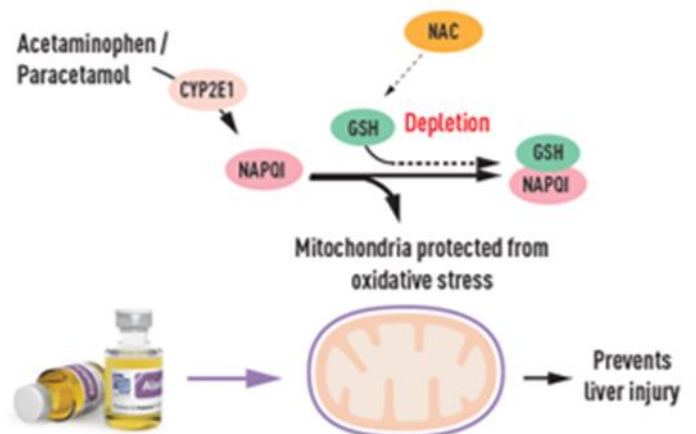 Acetaminophen /
Paracetamol
CYP2E1
NAC
GSH
Depletion
NAPQI
GSH
NAPQI
Mitochondria protected from
oxidative stress
Prevents
liver injury